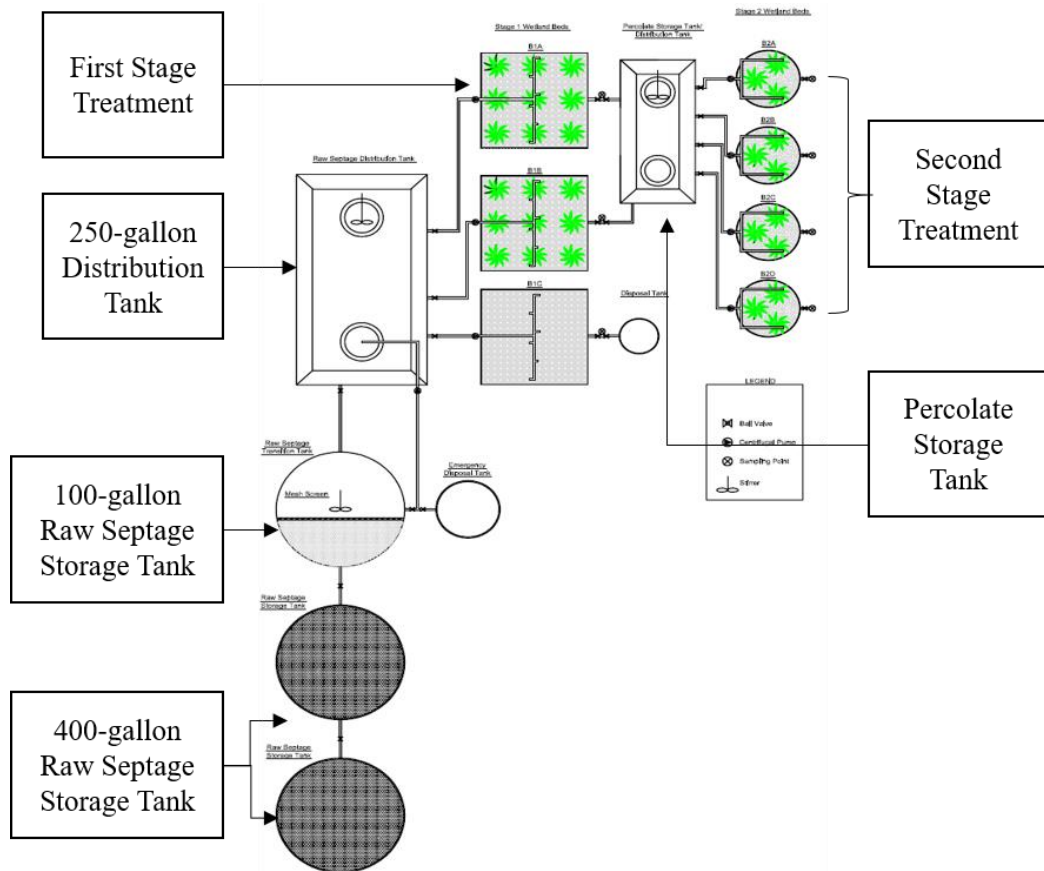 First Stage
Treatment
250-gallon
Distribution
Tank
100-gallon
Raw Septage
Storage Tank
400-gallon
Raw Septage
Storage Tank
Raw Septage Distribution Tank
Stage 1 Wetland Beds
B1A
B1B
B1C
Percolate Storage Tank/
Distribution Tank
Stage 2 Wetland Beds
B2A
B2B
B2C
B2D
Disposal Tank
Raw Septage
Transition Tank
Mesh Screen
Emergency
Disposal Tank
Raw Septage
Storage Tank
Raw Septage
Storage Tank
LEGEND
Ball Valve
Centrifugal Pump
Sampling Point
Stirrer
Second
Stage
Treatment
Percolate
Storage
Tank